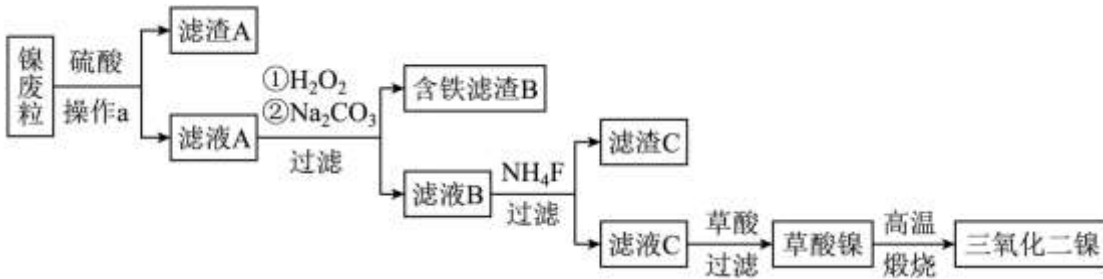 镍废粒
硫酸
操作a
滤渣A
滤液A
①H₂O₂
②Na₂CO₃
过滤
含铁滤渣B
滤液B
NH₄F
过滤
滤渣C
滤液C
草酸
过滤
草酸镍
高温
煅烧
三氧化二镍